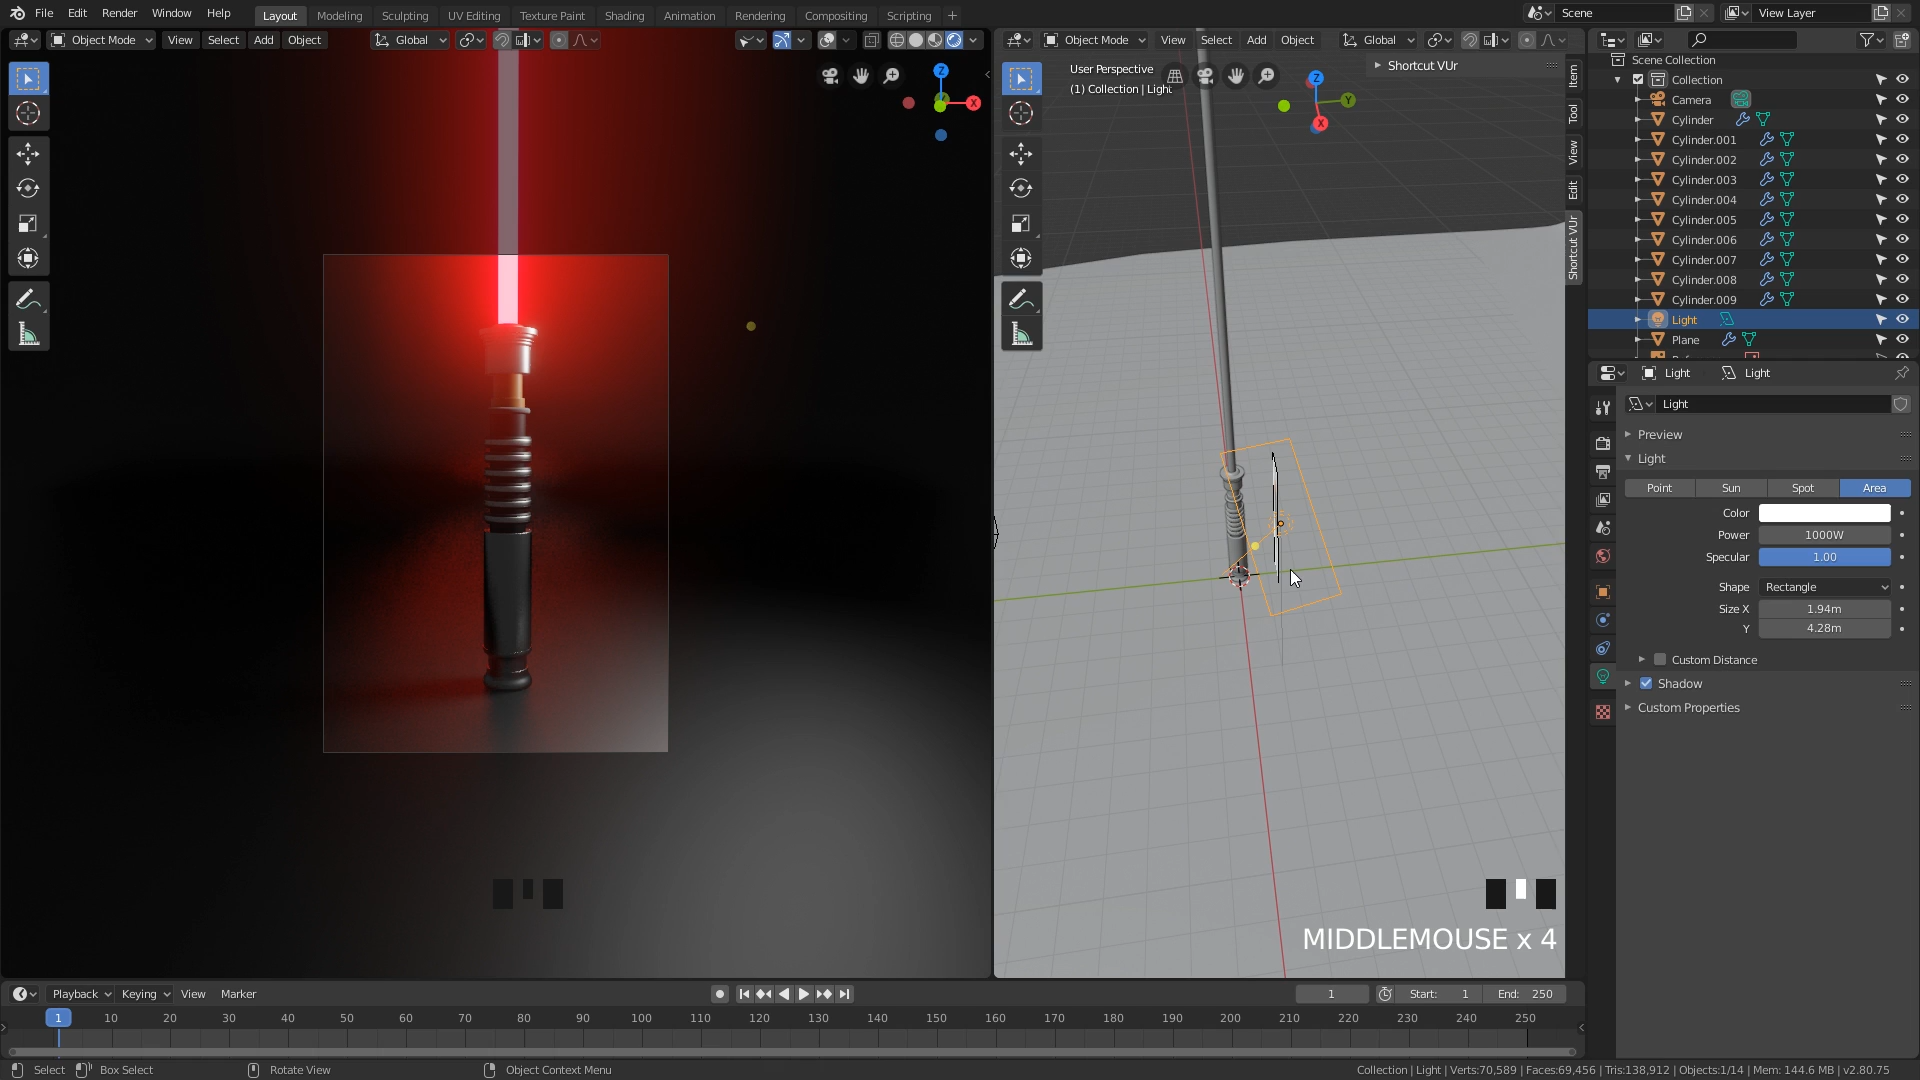 File Edit Render Window Help Layout Modeling Sculpting UV Editing Texture Paint Shading Animation Rendering Compositing Scripting + Scene View Layer
Object Mode View Select Add Object Global
Object Mode View Select Add Object Global
User Perspective
(1) Collection | Light
Shortcut VUr
Z
X
Z
Y
X
Item
Tool
View
Edit
Shortcut VUr
MIDDLEMOUSE x 4
Scene Collection
Collection
Camera
Cylinder
Cylinder.001
Cylinder.002
Cylinder.003
Cylinder.004
Cylinder.005
Cylinder.006
Cylinder.007
Cylinder.008
Cylinder.009
Light
Plane
Light Light
Light
Preview
Light
Point Sun Spot Area
Color
Power 1000W
Specular 1.00
Shape Rectangle
Size X 1.94m
Y 4.28m
Custom Distance
Shadow
Custom Properties
Playback Keying View Marker 1 Start: 1 End: 250
1 10 20 30 40 50 60 70 80 90 100 110 120 130 140 150 160 170 180 190 200 210 220 230 240 250
Select Box Select Rotate View Object Context Menu Collection | Light | Verts:70,589 | Faces:69,456 | Tris:138,912 | Objects:1/14 | Mem: 144.6 MB | v2.80.75